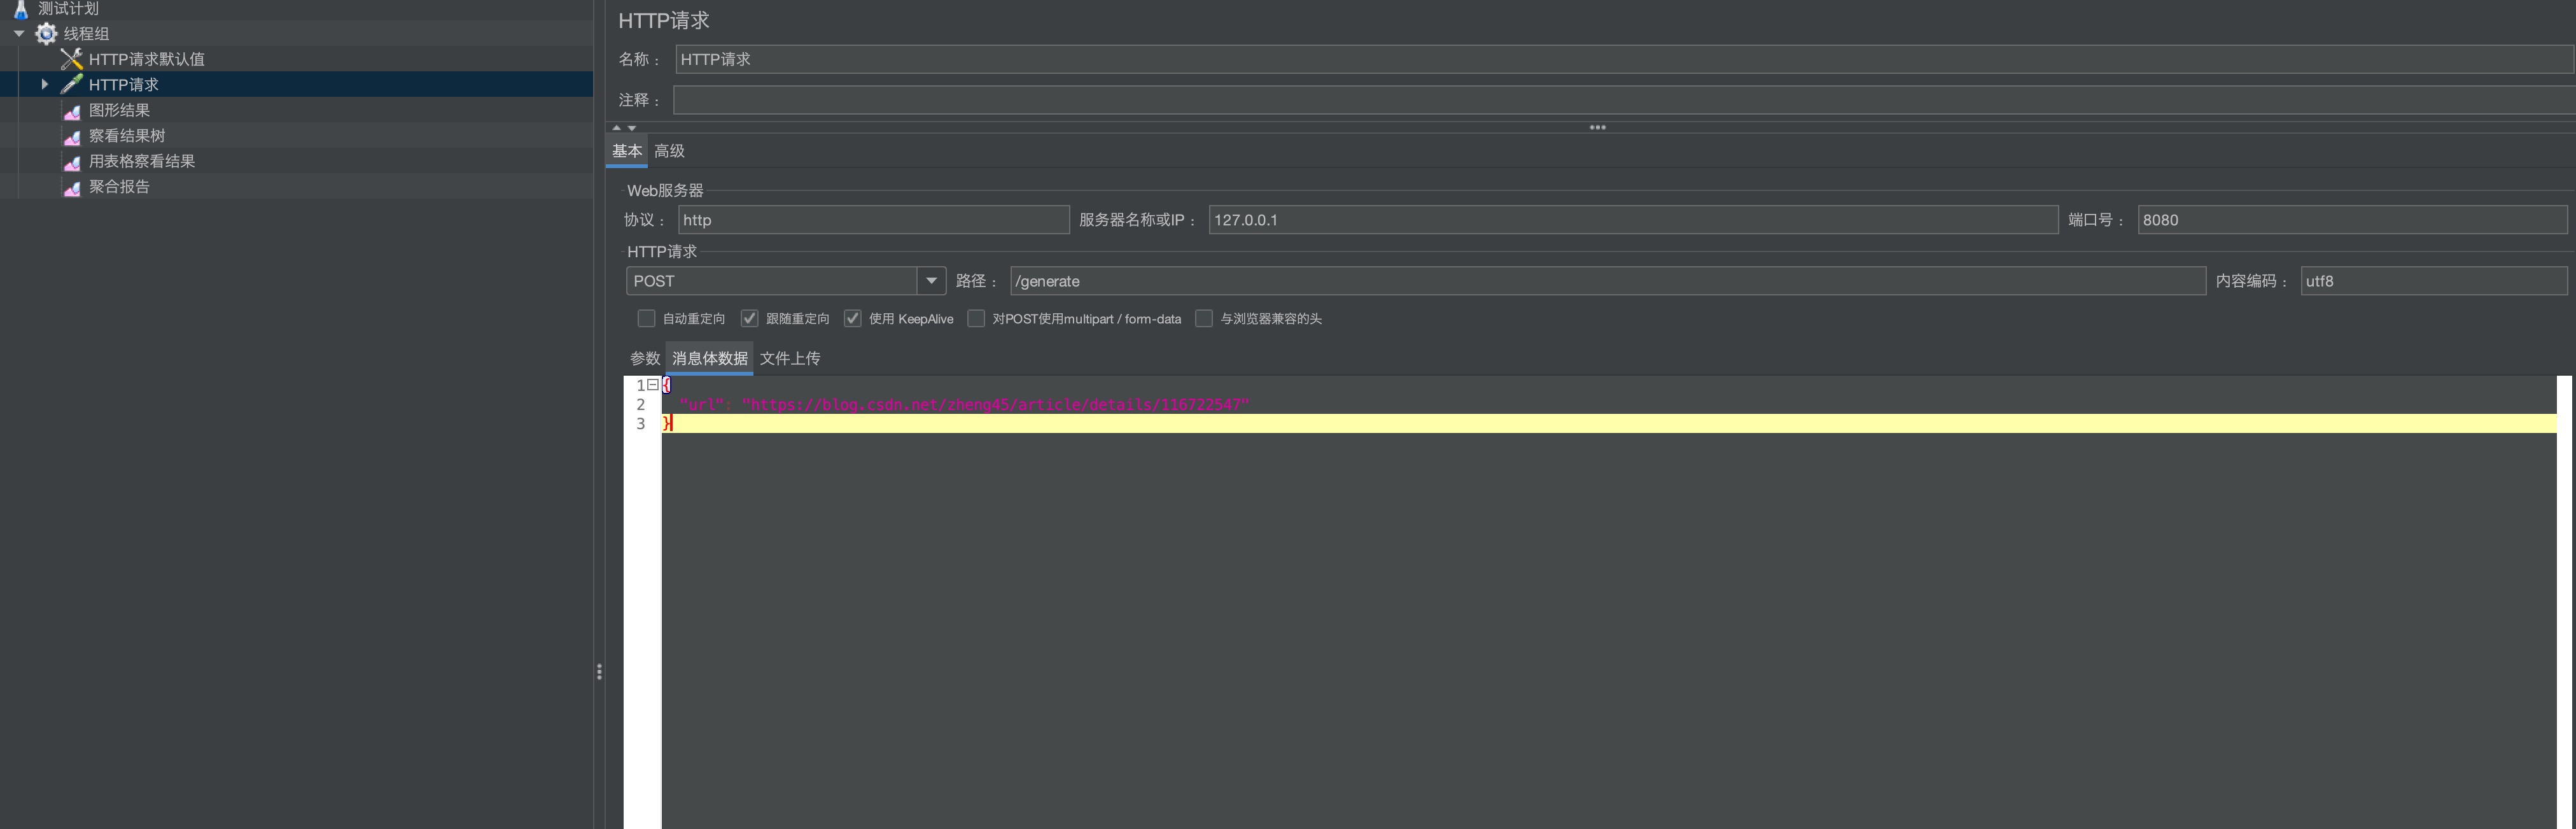 测试计划
线程组
HTTP请求默认值
HTTP请求
图形结果
察看结果树
用表格察看结果
聚合报告
HTTP请求
名称： HTTP请求
注释：
基本 高级
Web服务器
协议： http 服务器名称或IP： 127.0.0.1 端口号： 8080
HTTP请求
POST 路径： /generate 内容编码： utf8
自动重定向 跟随重定向 使用 KeepAlive 对POST使用multipart / form-data 与浏览器兼容的头
参数 消息体数据 文件上传
1 {
2 "url": "https://blog.csdn.net/zheng45/article/details/116722547"
3 }